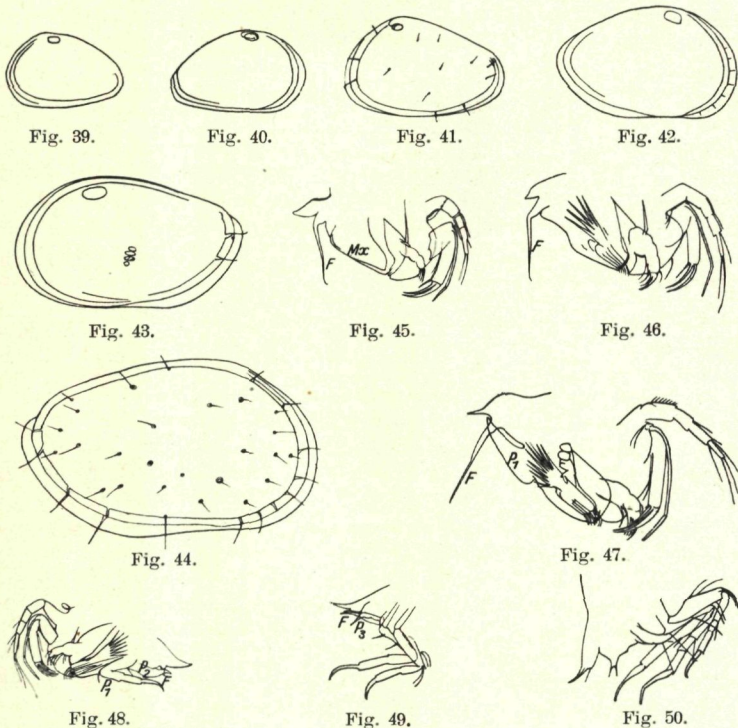 Fig. 39.
Fig. 40.
Fig. 41.
Fig. 42.
Fig. 43.
F
Mx
Fig. 45.
F
Fig. 46.
Fig. 44.
F
P1
Fig. 47.
P1
P2
Fig. 48.
F
P3
Fig. 49.
Fig. 50.